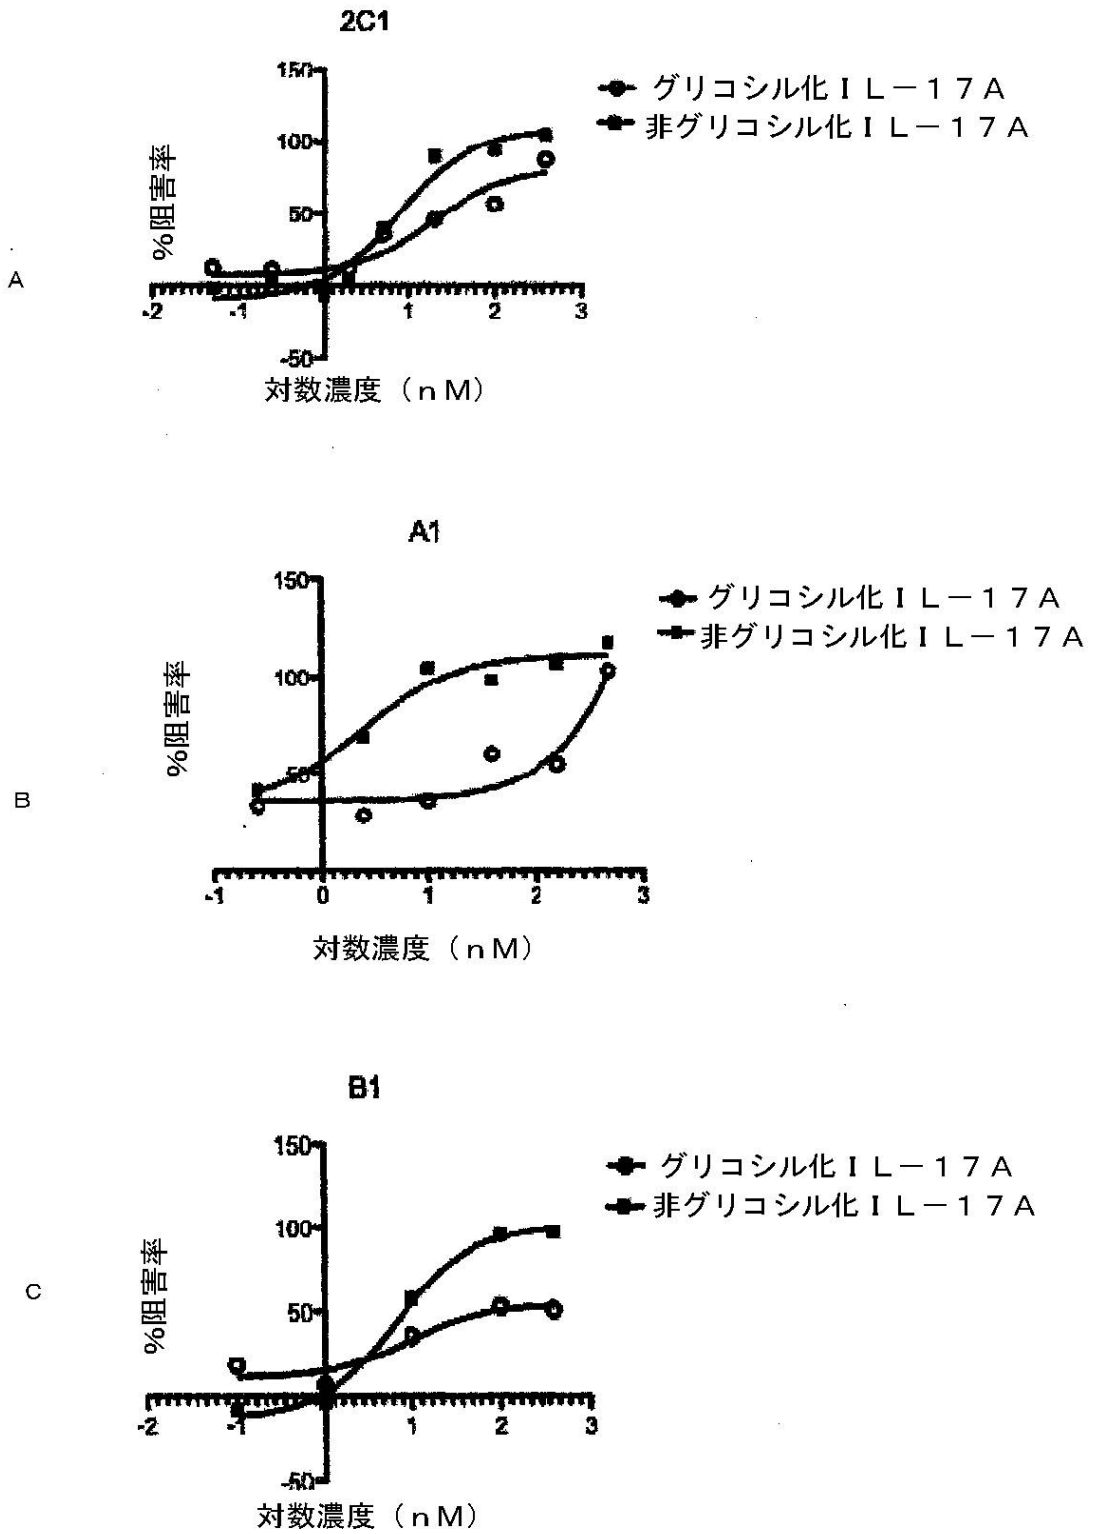 2C1
150
100
50
-50
-2 -1 1 2 3
%阻害率
対数濃度（nM）
グリコシル化IL－17A
非グリコシル化IL－17A
A
A1
150
100
50
-1 0 1 2 3
%阻害率
対数濃度（nM）
グリコシル化IL－17A
非グリコシル化IL－17A
B
B1
150
100
50
-50
-2 -1 1 2 3
%阻害率
対数濃度（nM）
グリコシル化IL－17A
非グリコシル化IL－17A
C